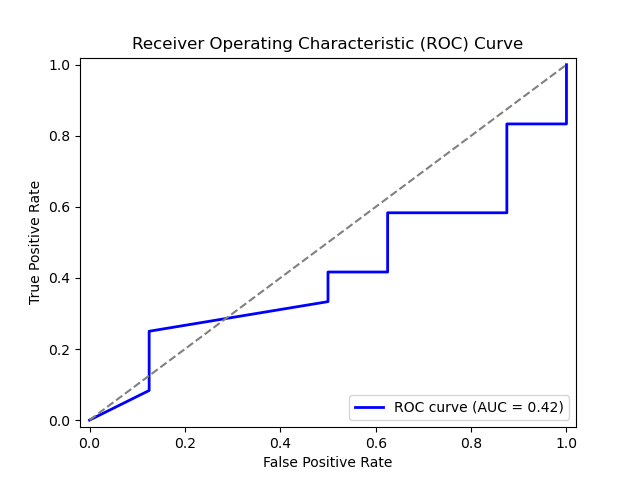 Receiver Operating Characteristic (ROC) Curve
True Positive Rate
1.0
0.8
0.6
0.4
0.2
0.0
ROC curve (AUC = 0.42)
0.0 0.2 0.4 0.6 0.8 1.0
False Positive Rate